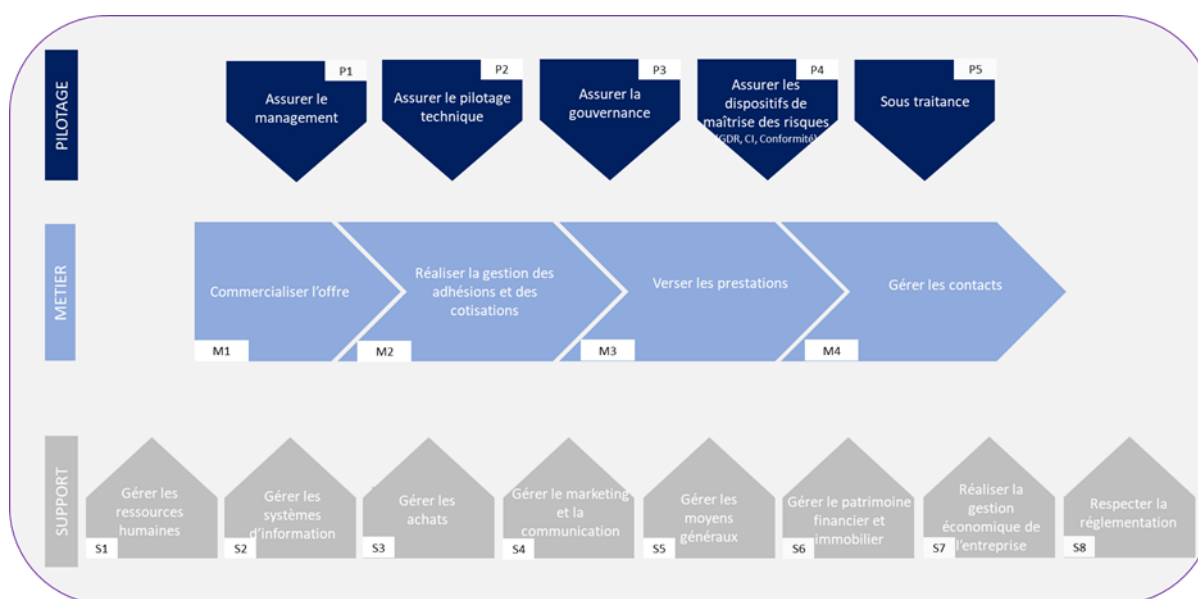 PILOTAGE
P1
Assurer le
management
P2
Assurer le pilotage
technique
P3
Assurer la
gouvernance
P4
Assurer les
dispositifs de
maîtrise des risques
(GDR, CI, Conformité)
P5
Sous traitance
METIER
Commercialiser l'offre
M1
Réaliser la gestion des
adhésions et des
cotisations
M2
Verser les prestations
M3
Gérer les contacts
M4
SUPPORT
Gérer les
ressources
humaines
S1
Gérer les
systèmes
d'information
S2
Gérer les
achats
S3
Gérer le marketing
et la
communication
S4
Gérer les
moyens
généraux
S5
Gérer le patrimoine
financier et
immobilier
S6
Réaliser la
gestion
économique de
l'entreprise
S7
Respecter la
réglementation
S8